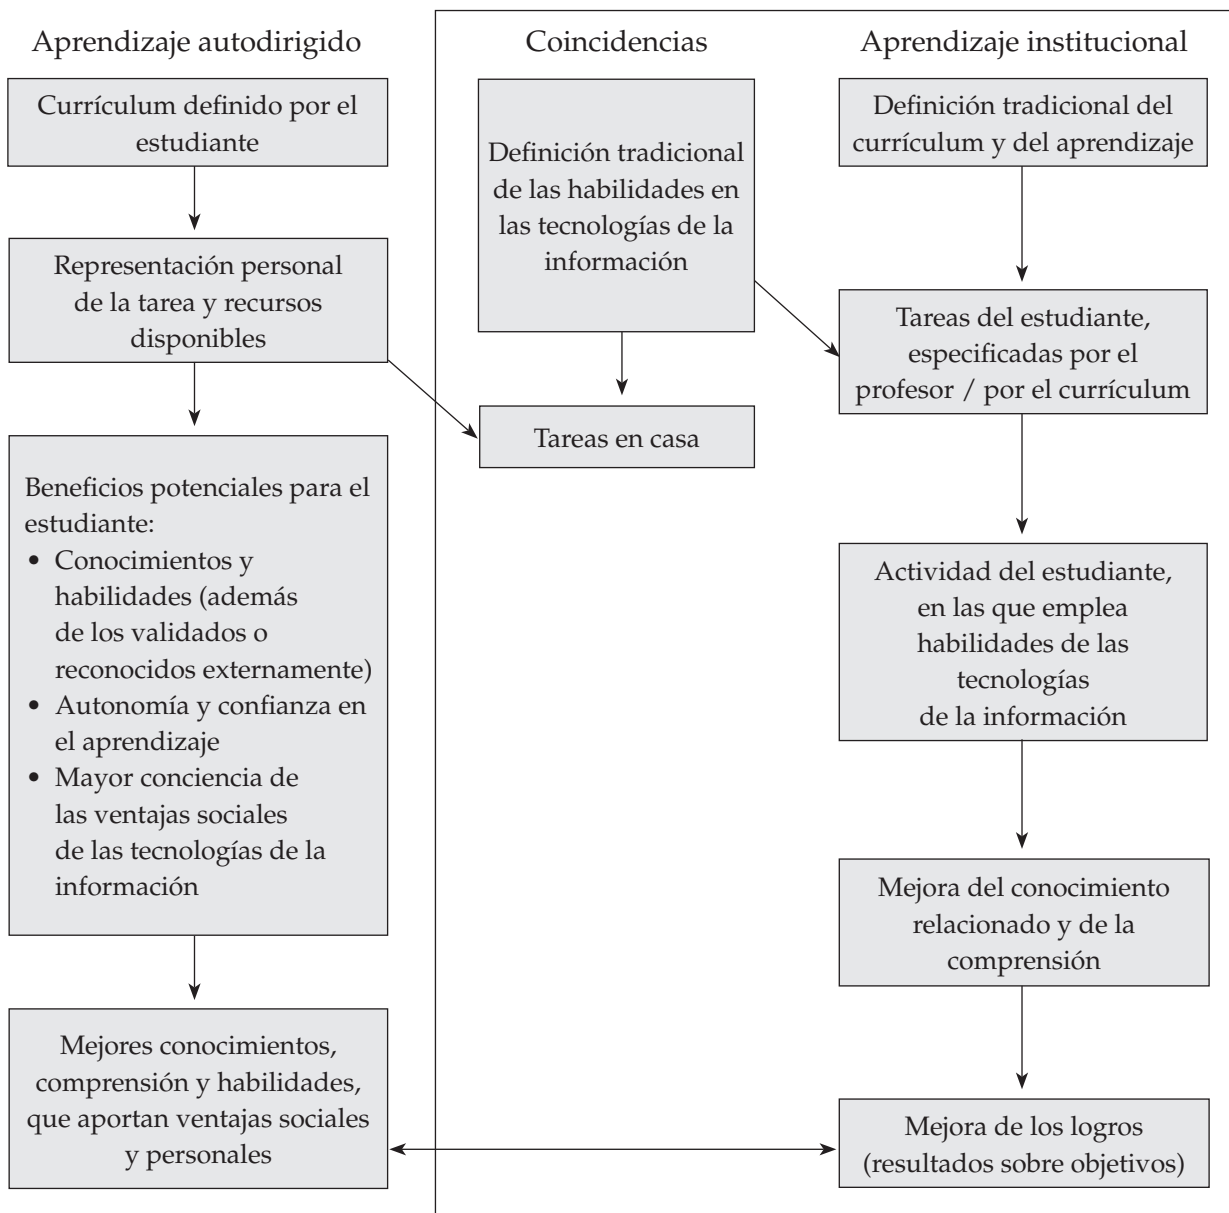 Aprendizaje autodirigido
Currículum definido por el
estudiante
Representación personal
de la tarea y recursos
disponibles
Beneficios potenciales para el
estudiante:
• Conocimientos y
habilidades (además
de los validados o
reconocidos externamente)
• Autonomía y confianza en
el aprendizaje
• Mayor conciencia de
las ventajas sociales
de las tecnologías de la
información
Mejores conocimientos,
comprensión y habilidades,
que aportan ventajas sociales
y personales
Coincidencias
Definición tradicional
de las habilidades en
las tecnologías de la
información
Tareas en casa
Aprendizaje institucional
Definición tradicional del
currículum y del aprendizaje
Tareas del estudiante,
especificadas por el
profesor / por el currículum
Actividad del estudiante,
en las que emplea
habilidades de las
tecnologías
de la información
Mejora del conocimiento
relacionado y de la
comprensión
Mejora de los logros
(resultados sobre objetivos)